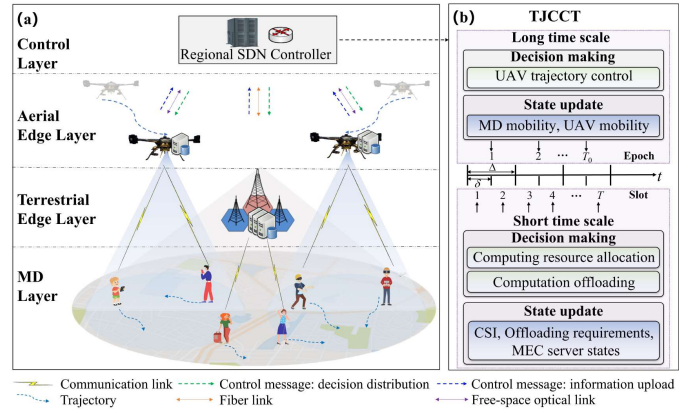 (a)
Control
Layer
Regional SDN Controller
Aerial
Edge Layer
Terrestrial
Edge Layer
MD
Layer
(b)
TJCCT
Long time scale
Decision making
UAV trajectory control
State update
MD mobility, UAV mobility
1 2 ... T₀ Epoch
Δ
t
δ
1 2 3 4 ... T Slot
Short time scale
Decision making
Computing resource allocation
Computation offloading
State update
CSI, Offloading requirements,
MEC server states
Communication link
Control message: decision distribution
Control message: information upload
Trajectory
Fiber link
Free-space optical link